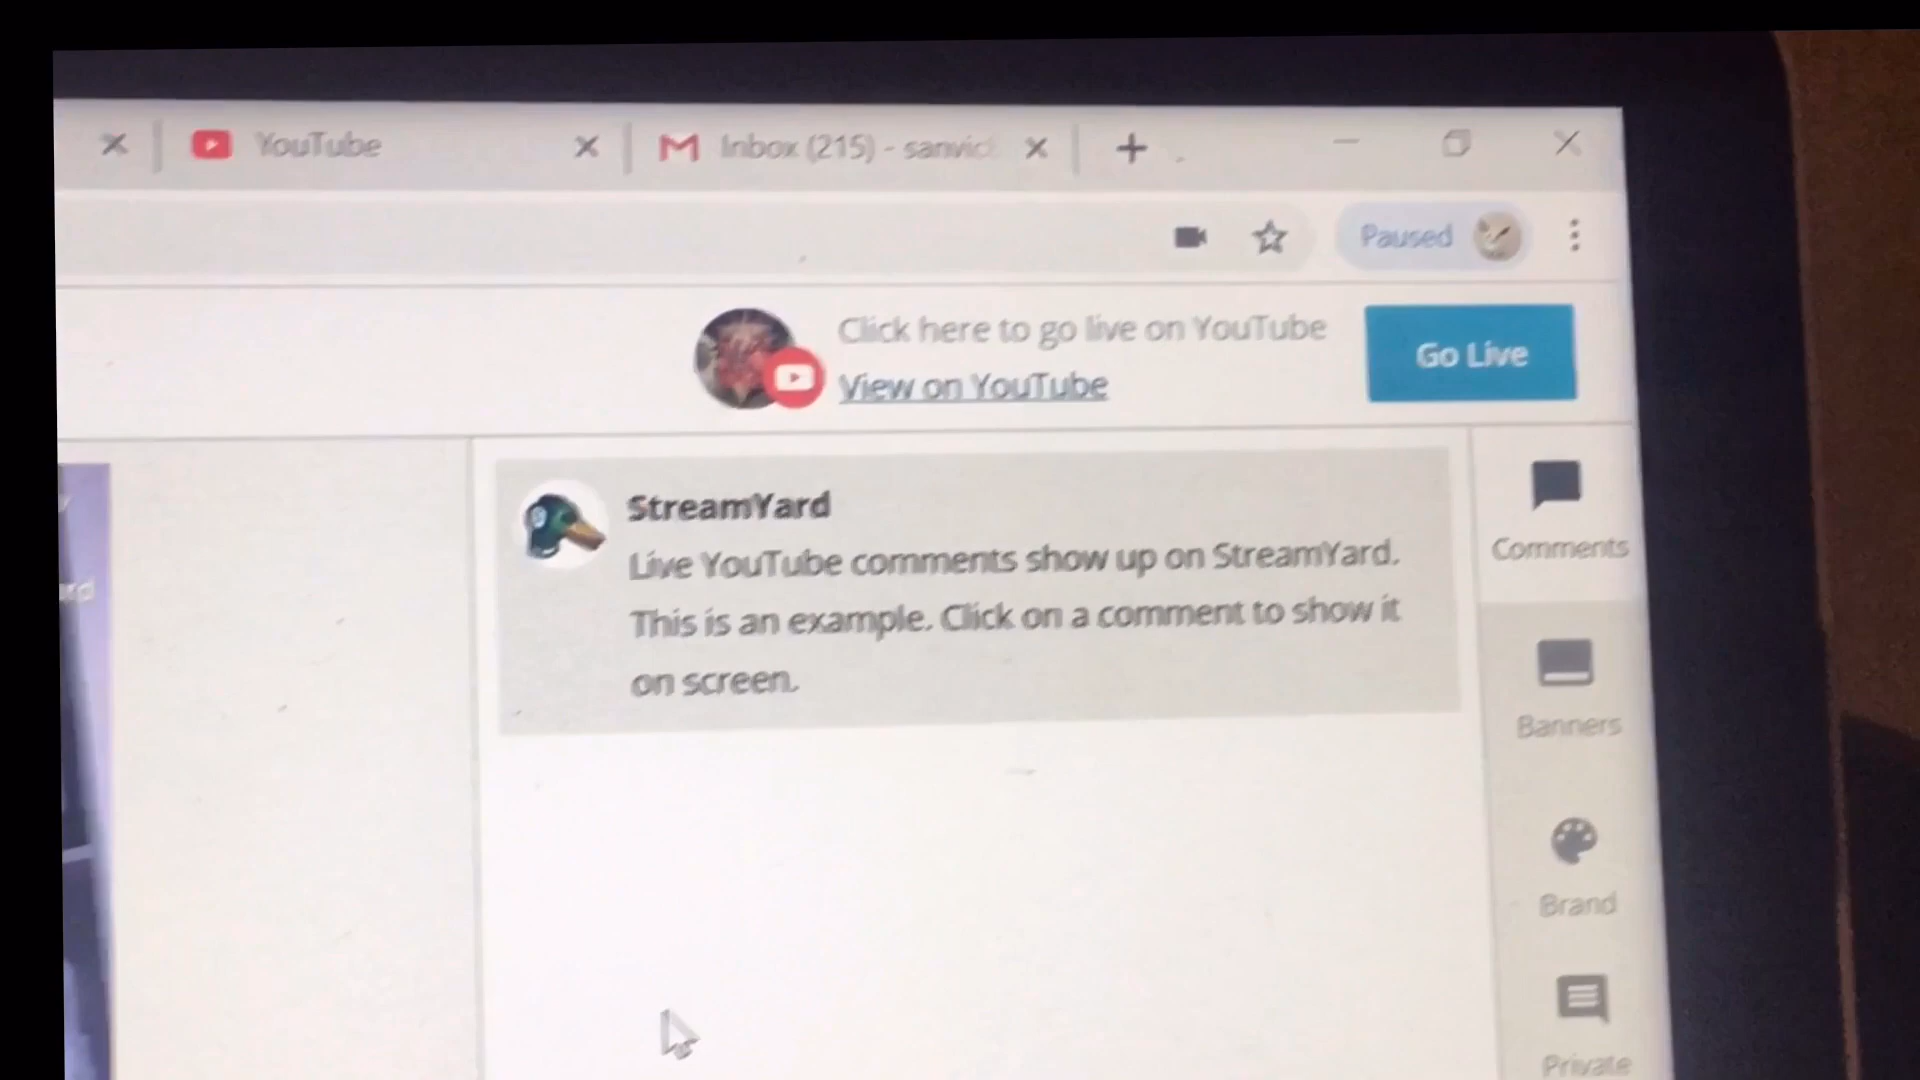 YouTube
Inbox (215) - sanvic
Paused
Click here to go live on YouTube
View on YouTube
Go Live
StreamYard
Live YouTube comments show up on StreamYard.
This is an example. Click on a comment to show it
on screen.
Comments
Banners
Brand
Private